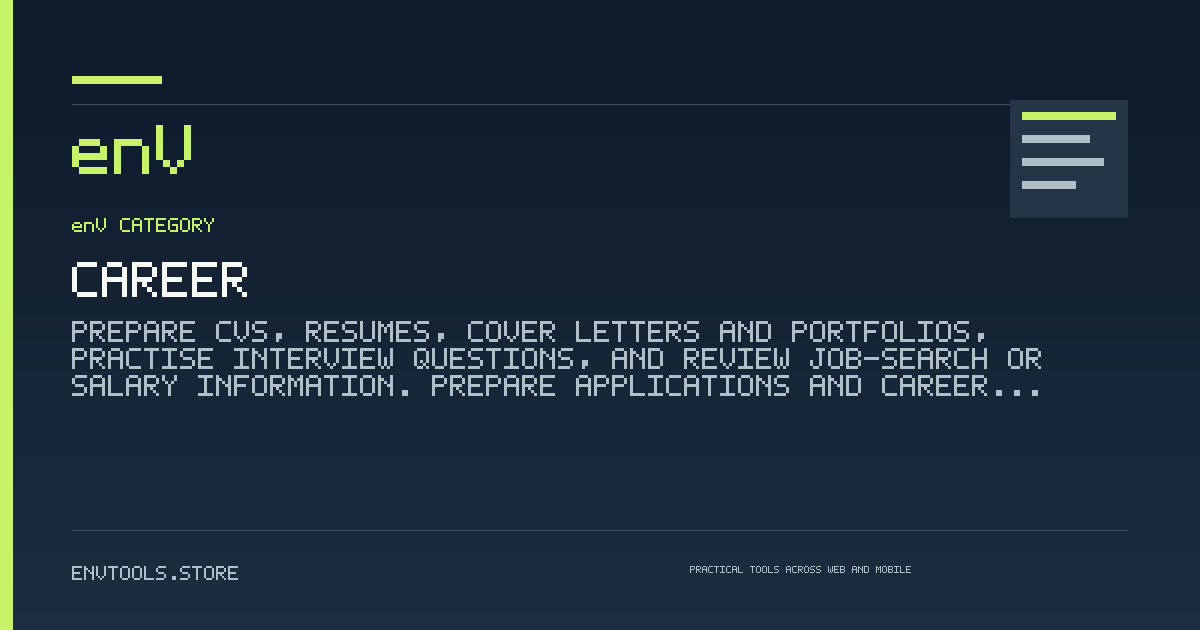 enV
enV CATEGORY
CAREER
PREPARE CVS, RESUMES, COVER LETTERS AND PORTFOLIOS,
PRACTISE INTERVIEW QUESTIONS, AND REVIEW JOB-SEARCH OR
SALARY INFORMATION. PREPARE APPLICATIONS AND CAREER...
ENVTOOLS.STORE
PRACTICAL TOOLS ACROSS WEB AND MOBILE